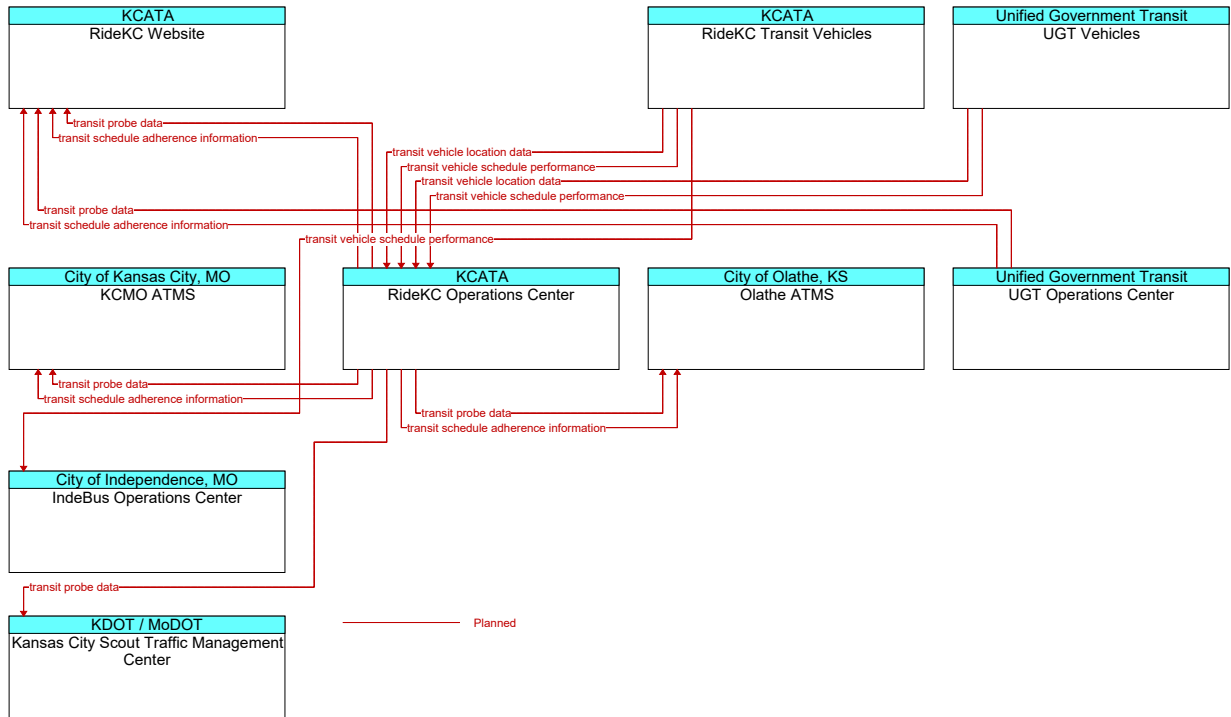 KCATA
RideKC Website
KCATA
RideKC Transit Vehicles
Unified Government Transit
UGT Vehicles
transit probe data
transit schedule adherence information
transit vehicle location data
transit vehicle schedule performance
transit vehicle location data
transit vehicle schedule performance
transit probe data
transit schedule adherence information
transit vehicle schedule performance
City of Kansas City, MO
KCMO ATMS
KCATA
RideKC Operations Center
City of Olathe, KS
Olathe ATMS
Unified Government Transit
UGT Operations Center
transit probe data
transit schedule adherence information
transit probe data
transit schedule adherence information
City of Independence, MO
IndeBus Operations Center
transit probe data
KDOT / MoDOT
Kansas City Scout Traffic Management
Center
Planned